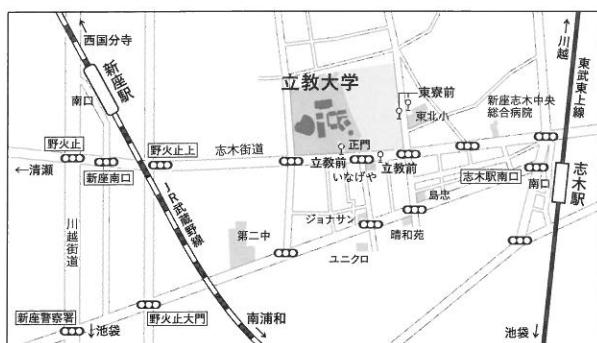 西国分寺
新座駅
南口
野火止
野火止上
新座南口
清瀬
志木街道
川越街道
JR武蔵野線
立教大学
正門
立教前
いなげや
立教前
東寮前
東北小
新座志木中央
総合病院
川越
東武東上線
志木駅南口
南口
志木駅
島忠
ジョナサン
晴和苑
ユニクロ
第二中
新座警察署
池袋
野火止大門
南浦和
池袋